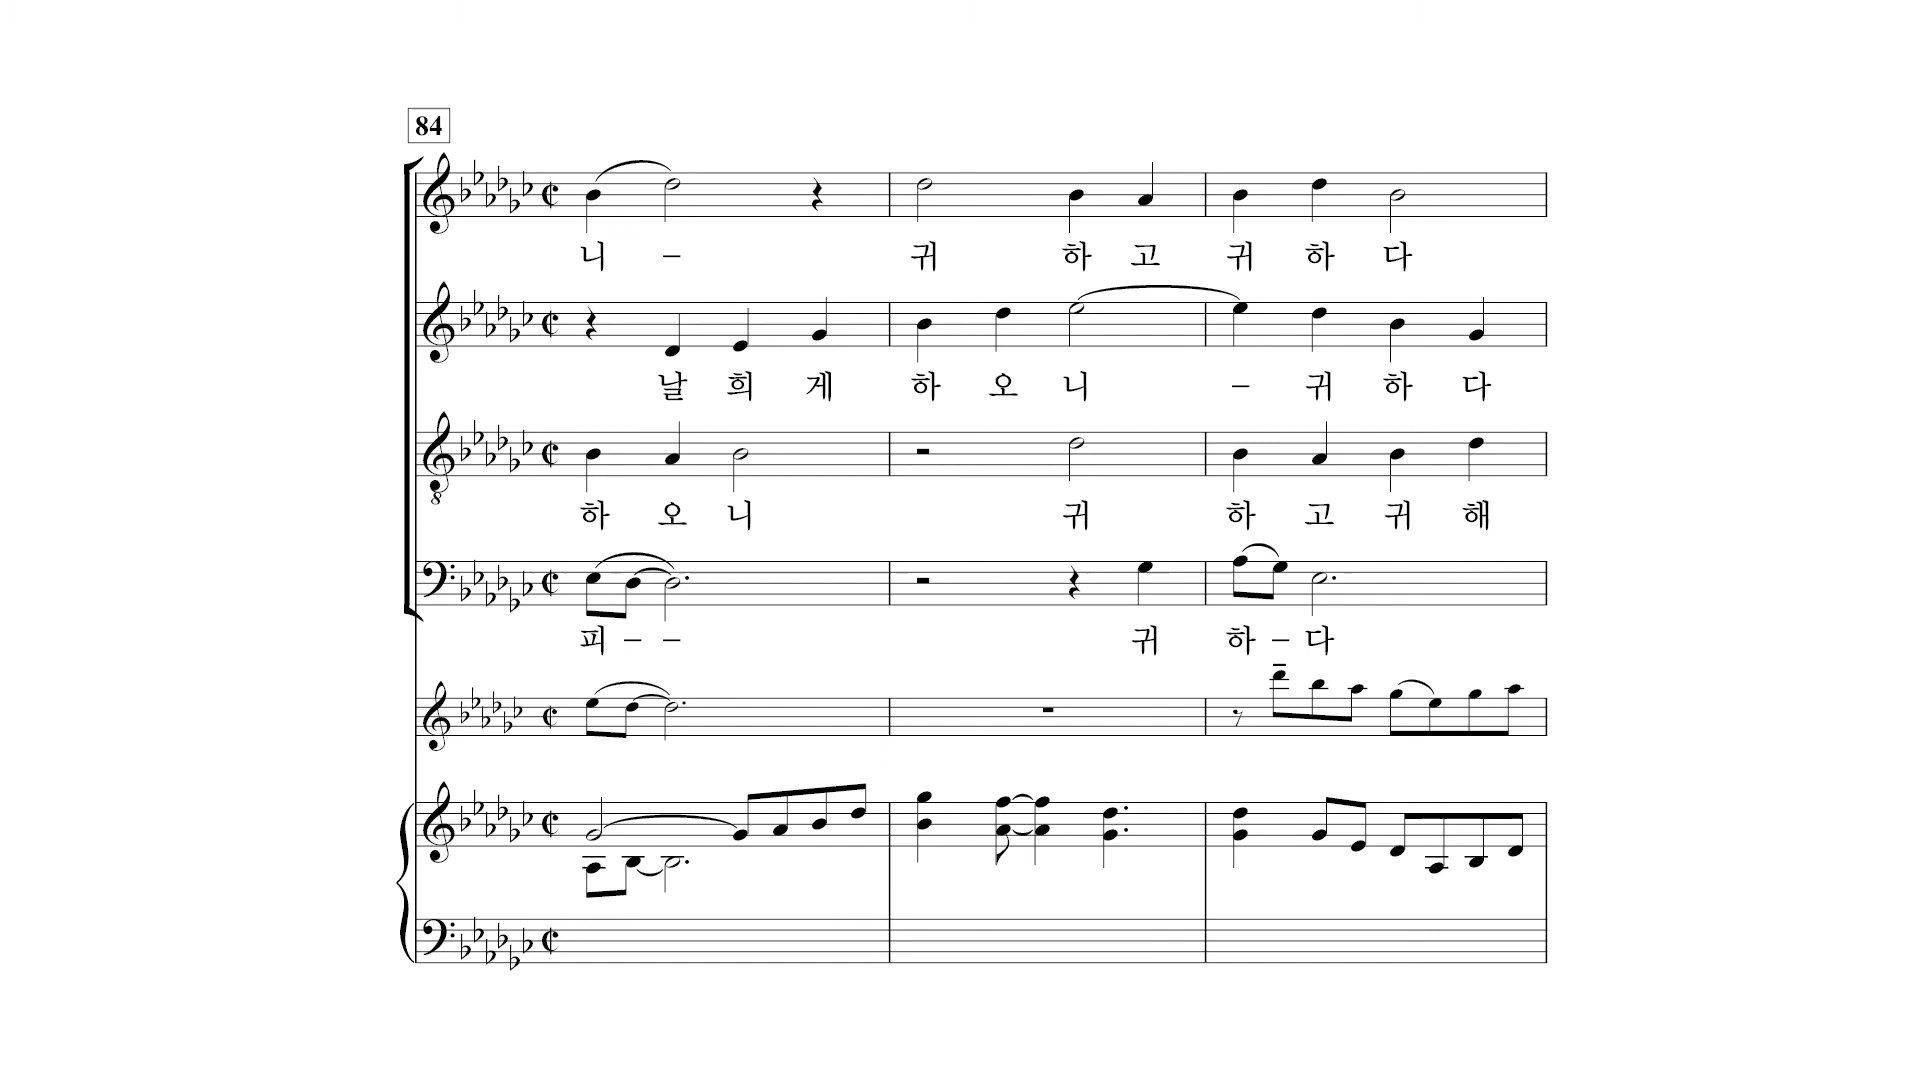 84
니 – 귀 하 고 귀 하 다
날 희 게 하 오 니 – 귀 하 다
하 오 니 귀 하 고 귀 해
8
피 – – 귀 하 – 다